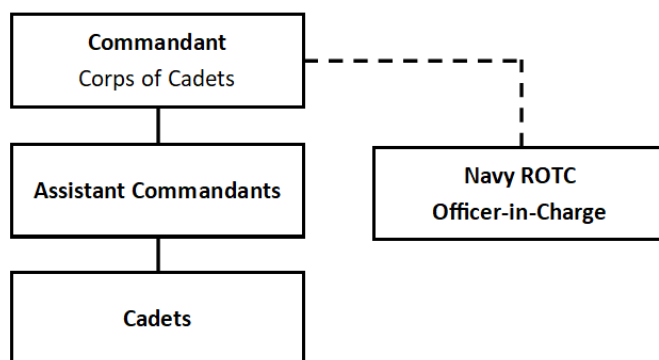 Commandant
Corps of Cadets
Assistant Commandants
Navy ROTC
Officer-in-Charge
Cadets